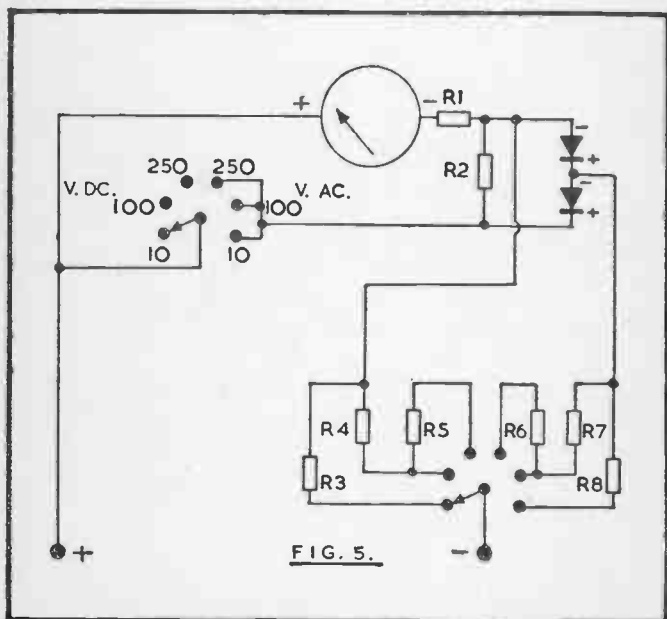 + − R1
−
250 250
R2
+
V. DC. V. AC.
−
100 100
+
10 10
R4 R5 R6 R7
R3 R8
+ FIG. 5. −